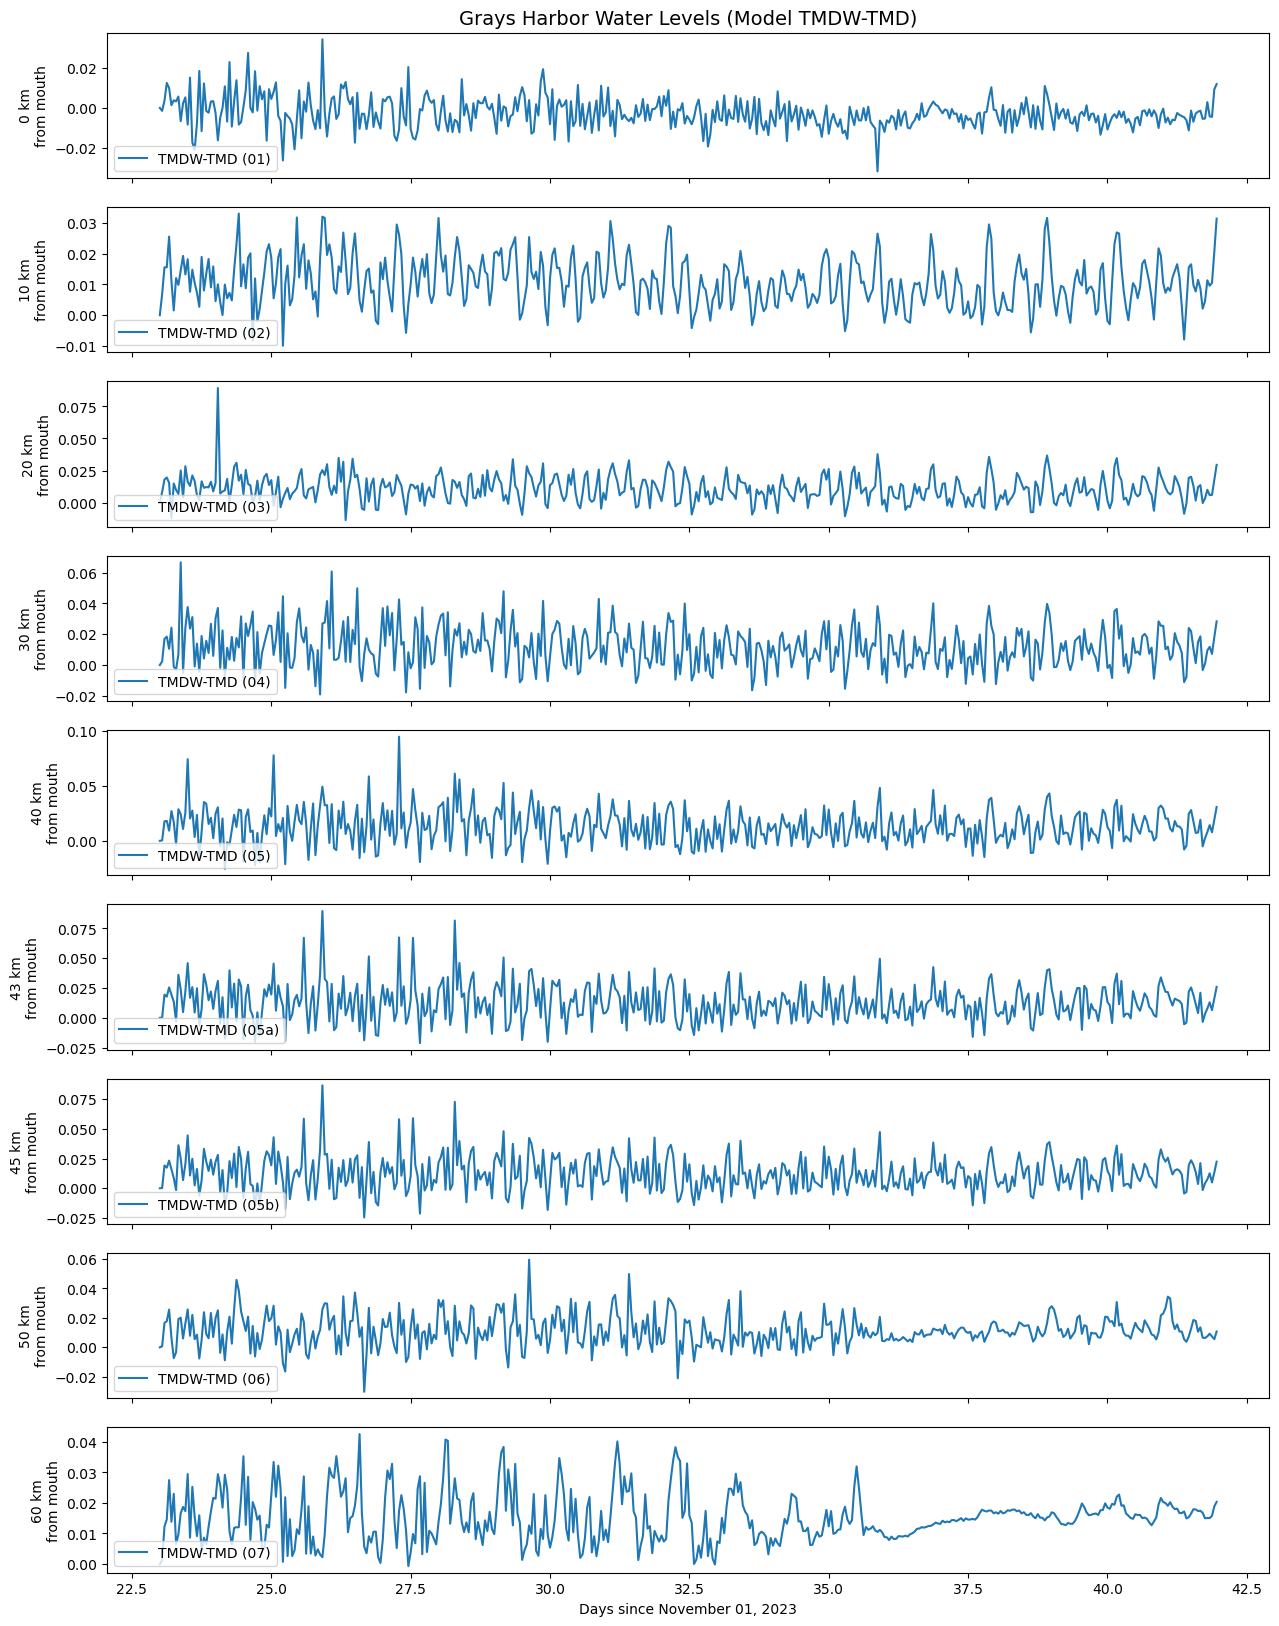 Grays Harbor Water Levels (Model TMDW-TMD)
0 km
from mouth
0.02
0.00
−0.02
TMDW-TMD (01)
10 km
from mouth
0.03
0.02
0.01
0.00
−0.01
TMDW-TMD (02)
20 km
from mouth
0.075
0.050
0.025
0.000
TMDW-TMD (03)
30 km
from mouth
0.06
0.04
0.02
0.00
−0.02
TMDW-TMD (04)
40 km
from mouth
0.10
0.05
0.00
TMDW-TMD (05)
43 km
from mouth
0.075
0.050
0.025
0.000
−0.025
TMDW-TMD (05a)
45 km
from mouth
0.075
0.050
0.025
0.000
−0.025
TMDW-TMD (05b)
50 km
from mouth
0.06
0.04
0.02
0.00
−0.02
TMDW-TMD (06)
60 km
from mouth
0.04
0.03
0.02
0.01
0.00
TMDW-TMD (07)
22.5 25.0 27.5 30.0 32.5 35.0 37.5 40.0 42.5
Days since November 01, 2023